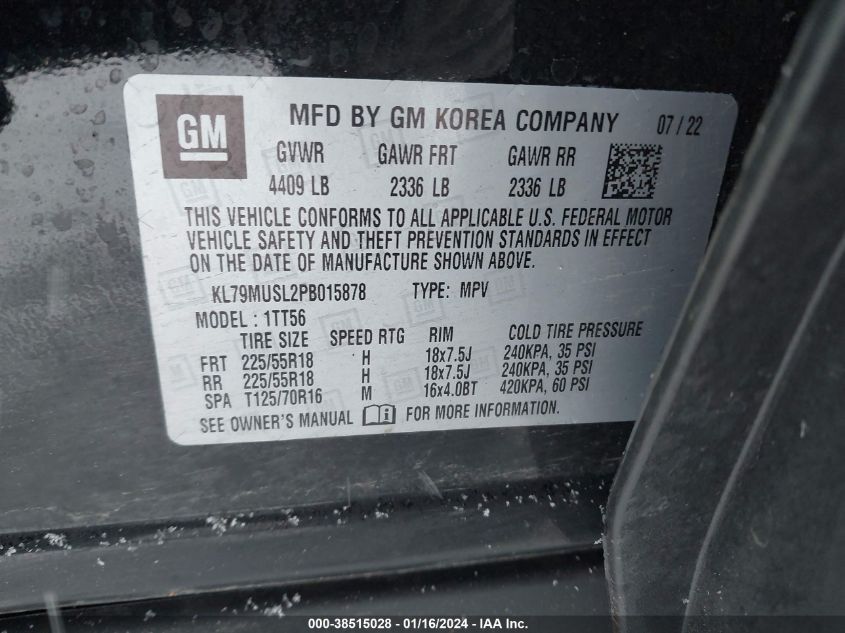 GM MFD BY GM KOREA COMPANY 07/22
GVWR GAWR FRT GAWR RR
4409 LB 2336 LB 2336 LB
THIS VEHICLE CONFORMS TO ALL APPLICABLE U.S. FEDERAL MOTOR
VEHICLE SAFETY AND THEFT PREVENTION STANDARDS IN EFFECT
ON THE DATE OF MANUFACTURE SHOWN ABOVE.
KL79MUSL2PB015878 TYPE: MPV
MODEL : 1TT56
TIRE SIZE SPEED RTG RIM COLD TIRE PRESSURE
FRT 225/55R18 H 18x7.5J 240KPA, 35 PSI
RR 225/55R18 H 18x7.5J 240KPA, 35 PSI
SPA T125/70R16 M 16x4.0BT 420KPA, 60 PSI
SEE OWNER'S MANUAL i FOR MORE INFORMATION.
000-38515028 - 01/16/2024 - IAA Inc.